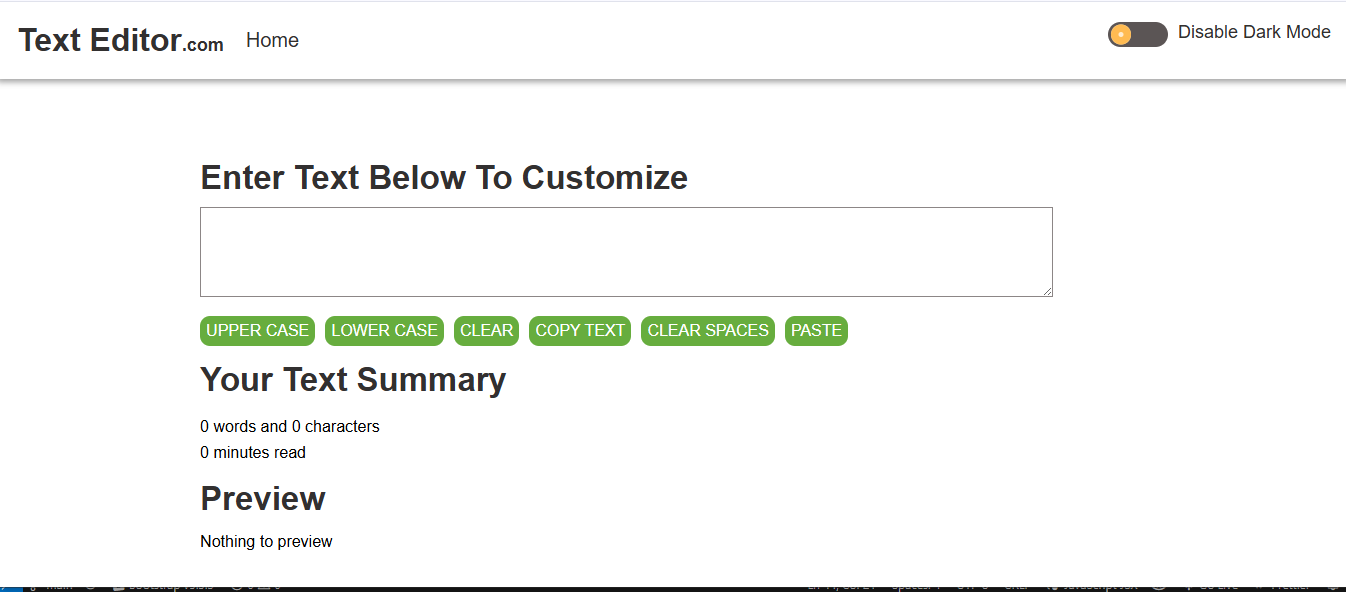 Text Editor.com Home Disable Dark Mode
Enter Text Below To Customize
UPPER CASE LOWER CASE CLEAR COPY TEXT CLEAR SPACES PASTE
Your Text Summary
0 words and 0 characters
0 minutes read
Preview
Nothing to preview